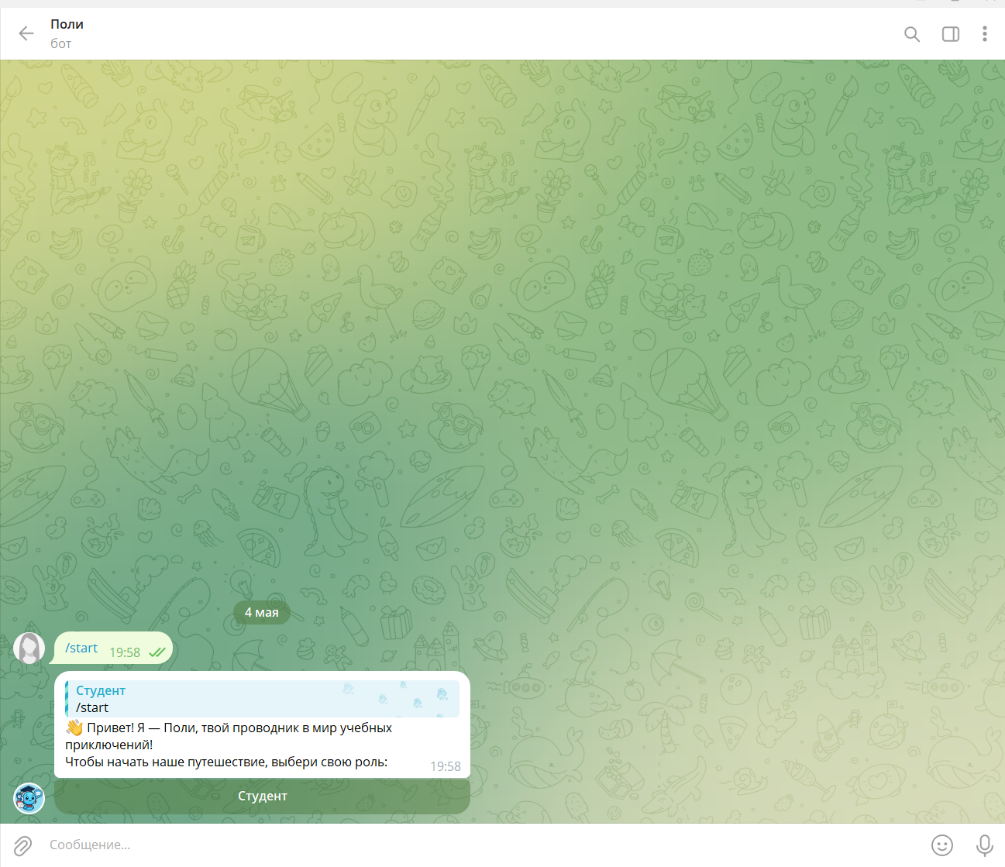 Поли
бот
4 мая
/start 19:58
Студент
/start
👋 Привет! Я — Поли, твой проводник в мир учебных
приключений!
Чтобы начать наше путешествие, выбери свою роль: 19:58
Студент
Сообщение...